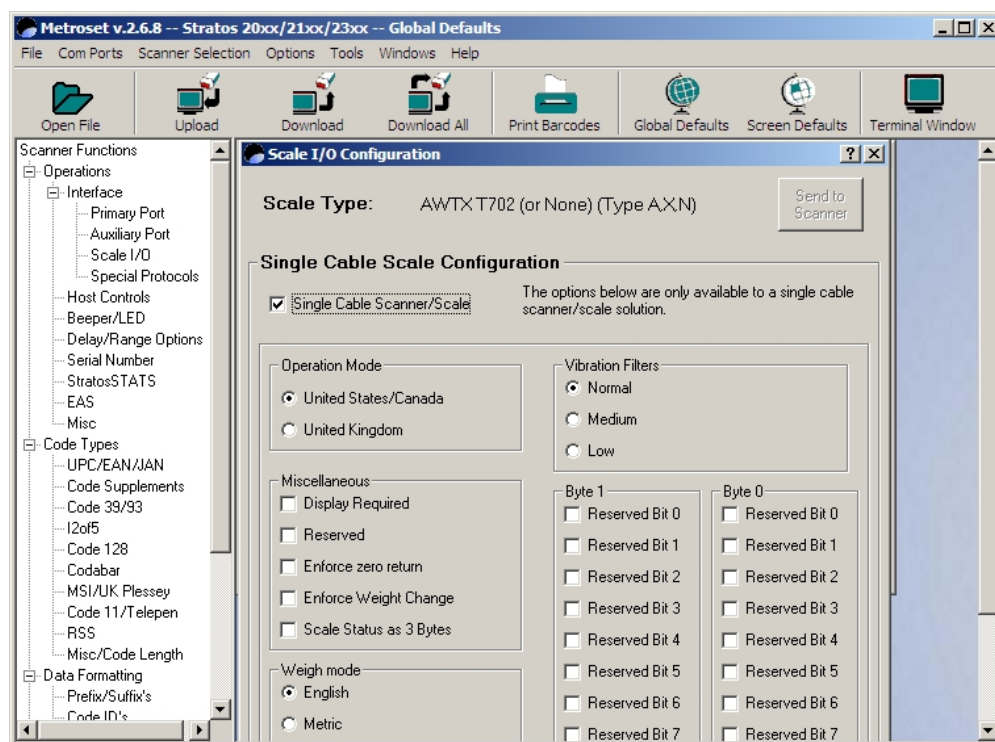 Metroset v.2.6.8 -- Stratos 20xx/21xx/23xx -- Global Defaults
File Com Ports Scanner Selection Options Tools Windows Help
Open File Upload Download Download All Print Barcodes Global Defaults Screen Defaults Terminal Window
Scanner Functions
Operations
Interface
Primary Port
Auxiliary Port
Scale I/O
Special Protocols
Host Controls
Beeper/LED
Delay/Range Options
Serial Number
StratosSTATS
EAS
Misc
Code Types
UPC/EAN/JAN
Code Supplements
Code 39/93
I2of5
Code 128
Codabar
MSI/UK Plessey
Code 11/Telepen
RSS
Misc/Code Length
Data Formatting
Prefix/Suffix's
Code ID's
Scale I/O Configuration
Scale Type: AWTX T702 (or None) (Type A,X,N)
Send to
Scanner
Single Cable Scale Configuration
Single Cable Scanner/Scale
The options below are only available to a single cable
scanner/scale solution.
Operation Mode
United States/Canada
United Kingdom
Vibration Filters
Normal
Medium
Low
Miscellaneous
Display Required
Reserved
Enforce zero return
Enforce Weight Change
Scale Status as 3 Bytes
Weigh mode
English
Metric
Byte 1
Reserved Bit 0
Reserved Bit 1
Reserved Bit 2
Reserved Bit 3
Reserved Bit 4
Reserved Bit 5
Reserved Bit 6
Reserved Bit 7
Byte 0
Reserved Bit 0
Reserved Bit 1
Reserved Bit 2
Reserved Bit 3
Reserved Bit 4
Reserved Bit 5
Reserved Bit 6
Reserved Bit 7